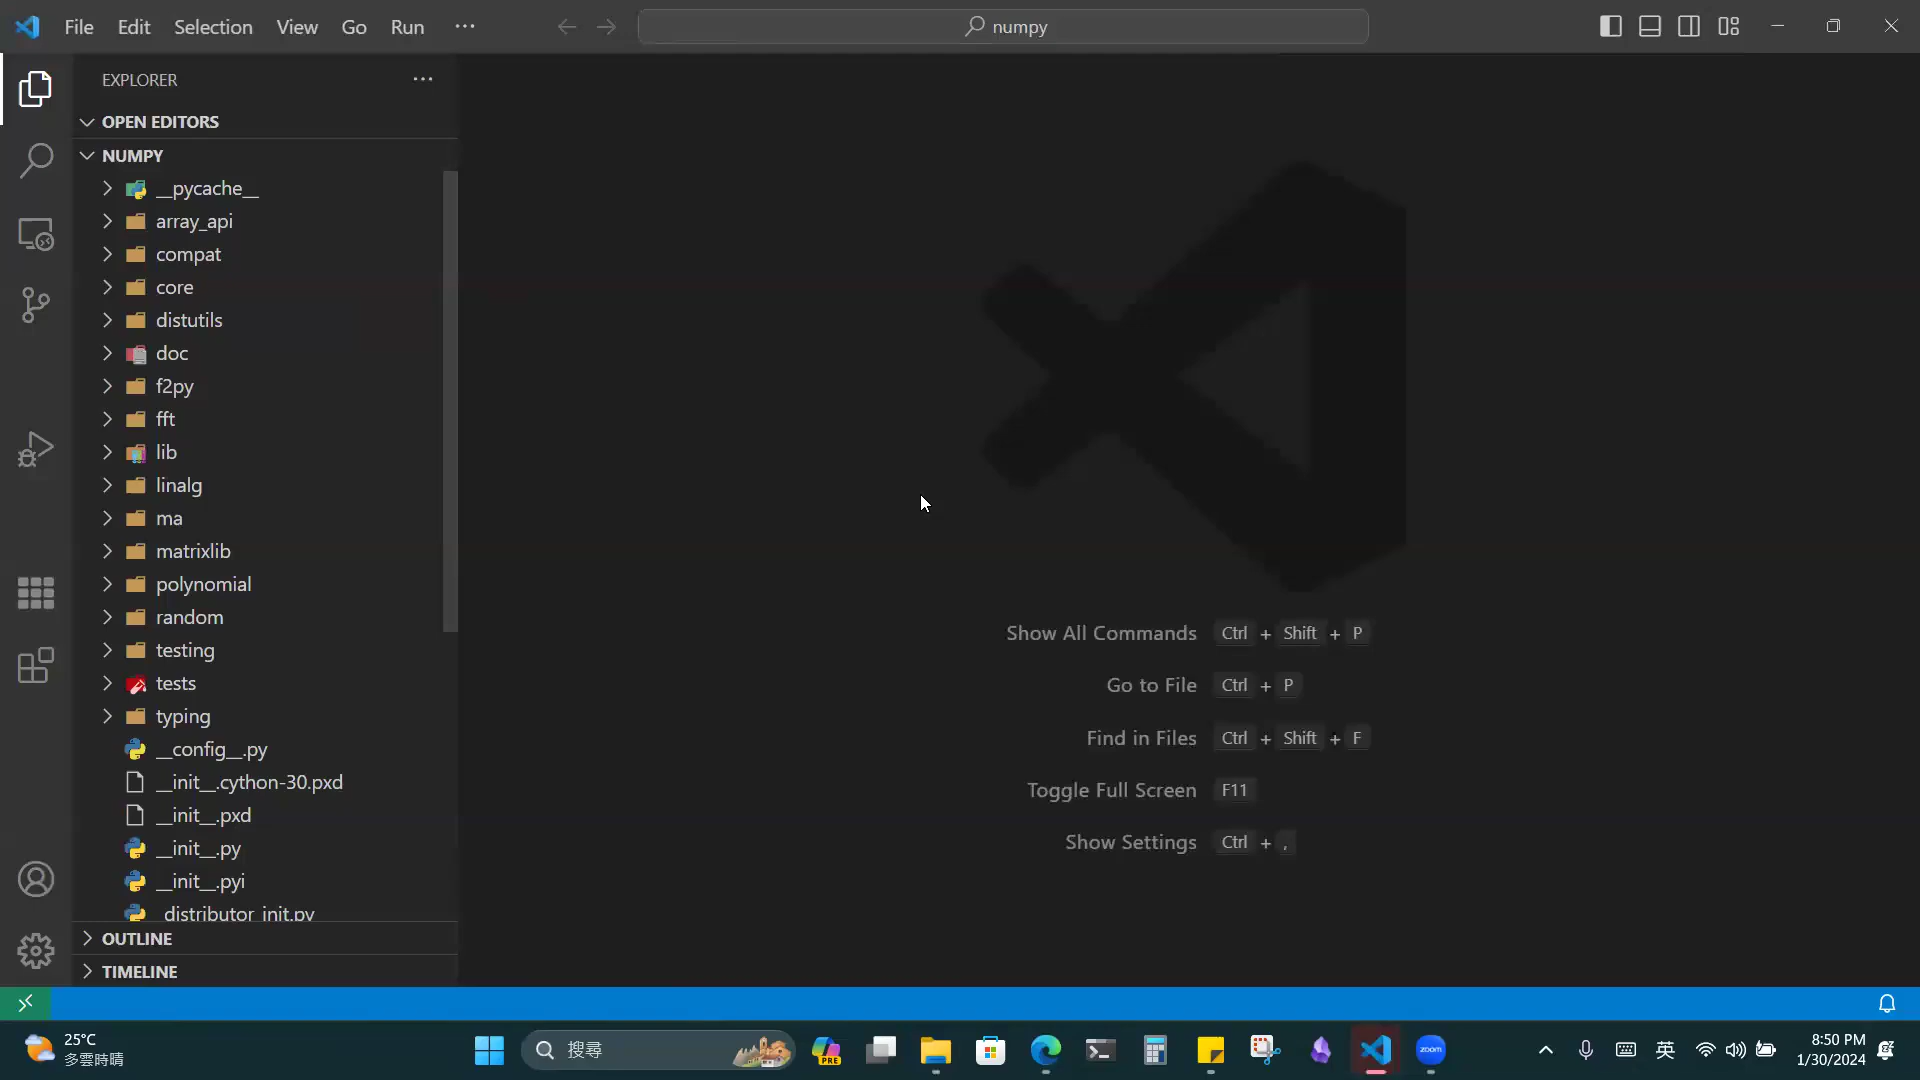 File Edit Selection View Go Run ···
numpy
EXPLORER
OPEN EDITORS
NUMPY
__pycache__
array_api
compat
core
distutils
doc
f2py
fft
lib
linalg
ma
matrixlib
polynomial
random
testing
tests
typing
__config__.py
__init__.cython-30.pxd
__init__.pxd
__init__.py
__init__.pyi
_distributor_init.py
OUTLINE
TIMELINE
Show All Commands Ctrl + Shift + P
Go to File Ctrl + P
Find in Files Ctrl + Shift + F
Toggle Full Screen F11
Show Settings Ctrl + ,
25°C
多雲時晴
搜尋
PRE
zoom
英
8:50 PM
1/30/2024